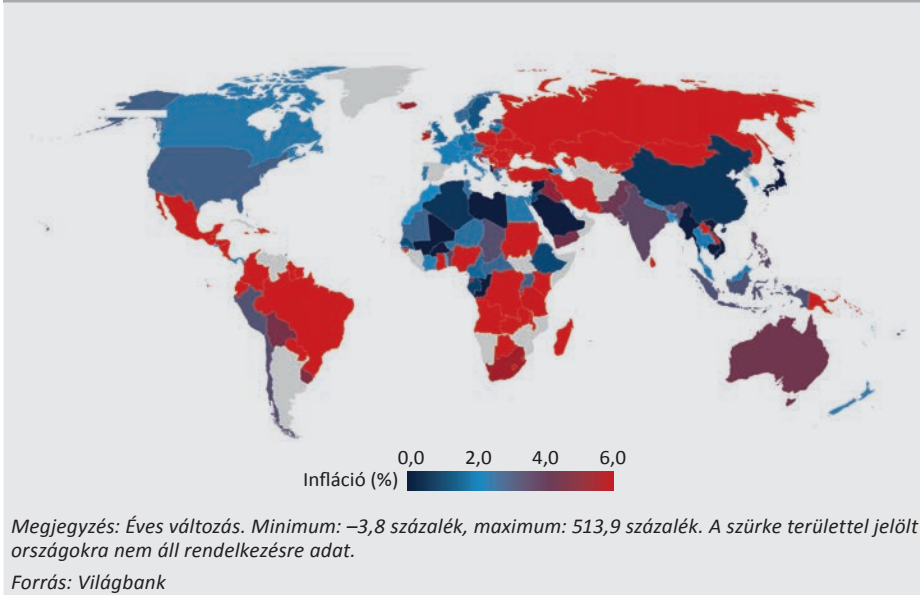 0,0 2,0 4,0 6,0
Infláció (%)
Megjegyzés: Éves változás. Minimum: –3,8 százalék, maximum: 513,9 százalék. A szürke területtel jelölt
országokra nem áll rendelkezésre adat.
Forrás: Világbank